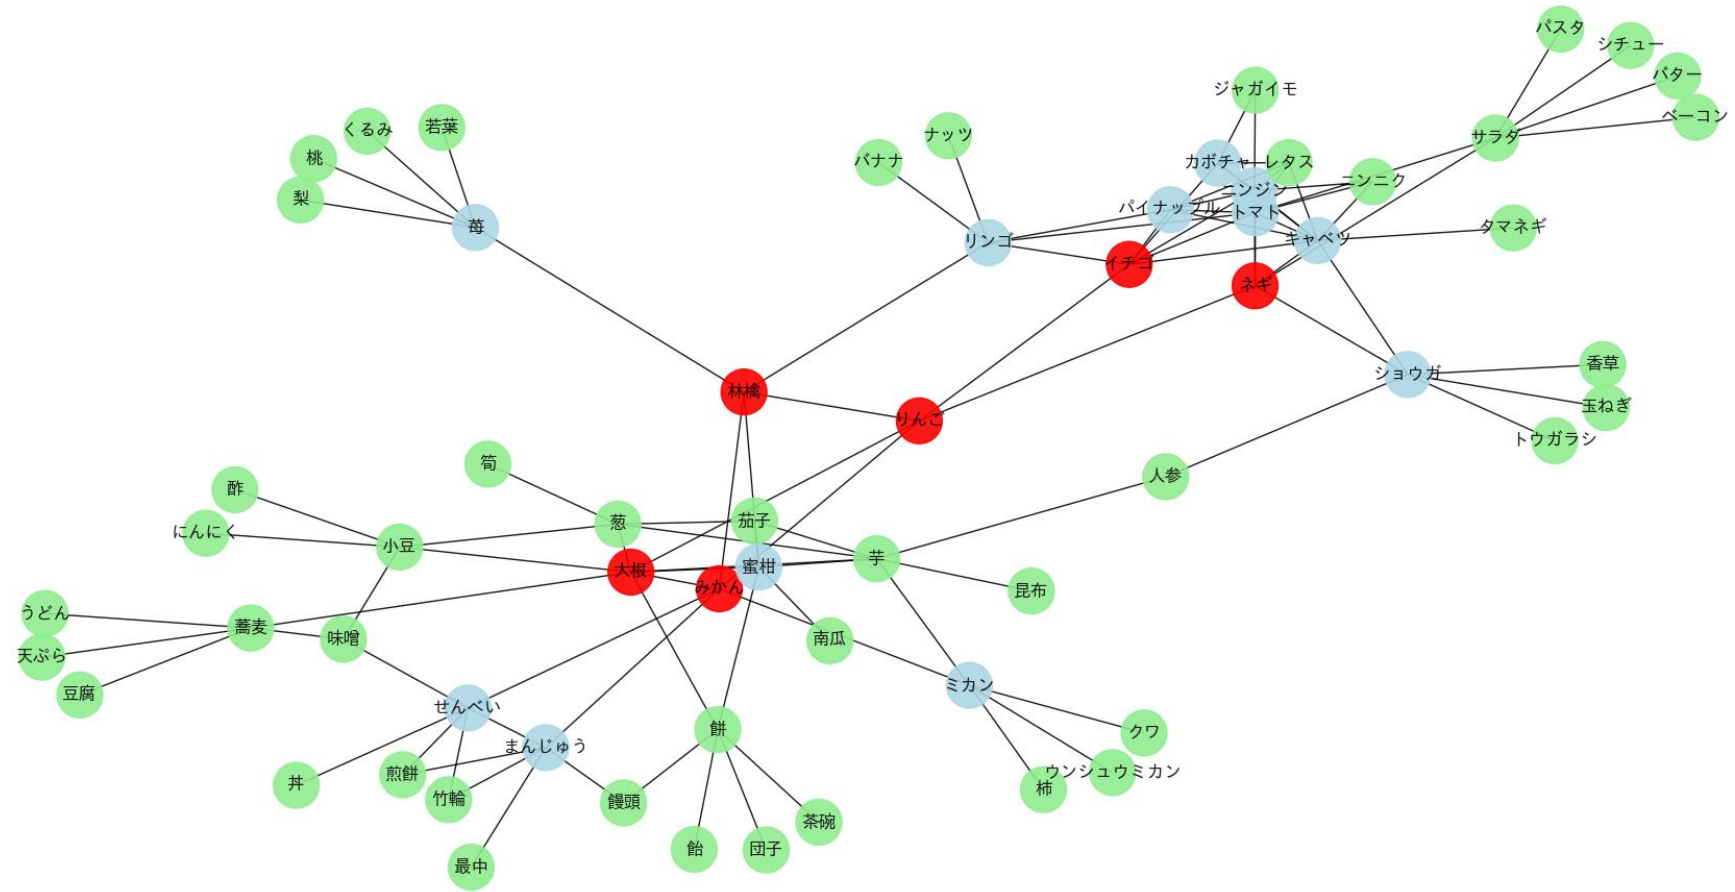 パスタ
シチュー
バター
ベーコン
サラダ
ジャガイモ
くるみ
若葉
ナッツ
桃
バナナ
カボチャ
レタス
梨
ニンジン
ニンニク
パイナップル
トマト
苺
リンゴ
キャベツ
タマネギ
イチゴ
ネギ
香草
ショウガ
林檎
玉ねぎ
りんご
トウガラシ
筍
人参
酢
葱
茄子
にんにく
小豆
大根
蜜柑
芋
みかん
昆布
うどん
蕎麦
味噌
南瓜
天ぷら
豆腐
ミカン
せんべい
餅
クワ
まんじゅう
煎餅
ウンシュウミカン
丼
柿
竹輪
饅頭
茶碗
飴
団子
最中